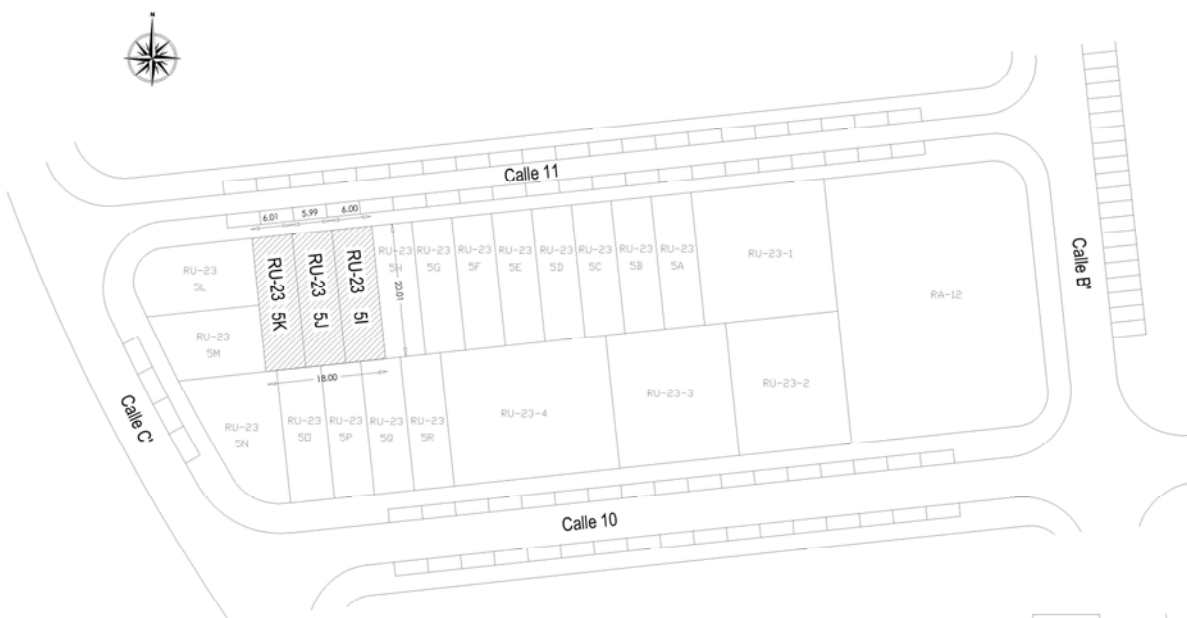 N
Calle 11
6.01
5.99
6.00
RU-23 5K
RU-23 5J
RU-23 5I
20.01
18.00
RU-23
5H
RU-23
5G
RU-23
5F
RU-23
5E
RU-23
5D
RU-23
5C
RU-23
5B
RU-23
5A
RU-23-1
RA-12
Calle B'
RU-23
5L
RU-23
5M
RU-23
5N
RU-23
5O
RU-23
5P
RU-23
5Q
RU-23
5R
RU-23-4
RU-23-3
RU-23-2
Calle C'
Calle 10